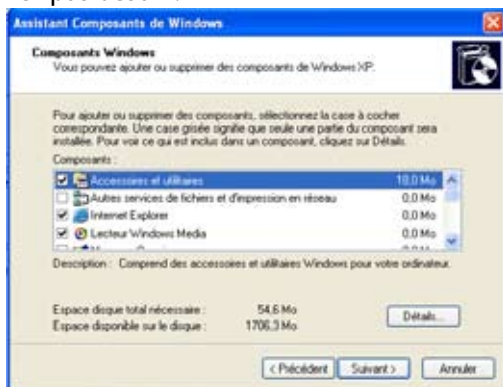 Assistant Composants de Windows
Composants Windows
Vous pouvez ajouter ou supprimer des composants de Windows XP.
Pour ajouter ou supprimer des composants, sélectionnez la case à cocher
correspondante. Une case grisée signifie que seule une partie du composant sera
installée. Pour voir ce qui est inclus dans un composant, cliquez sur Détails.
Composants :
Accessoires et utilitaires 18,0 Mo
Autres services de fichiers et d'impression en réseau 0,0 Mo
Internet Explorer 0,0 Mo
Lecteur Windows Media 0,0 Mo
Description : Comprend des accessoires et utilitaires Windows pour votre ordinateur.
Espace disque total nécessaire : 54,6 Mo
Espace disponible sur le disque : 1706,3 Mo
Détails...
< Précédent
Suivant >
Annuler